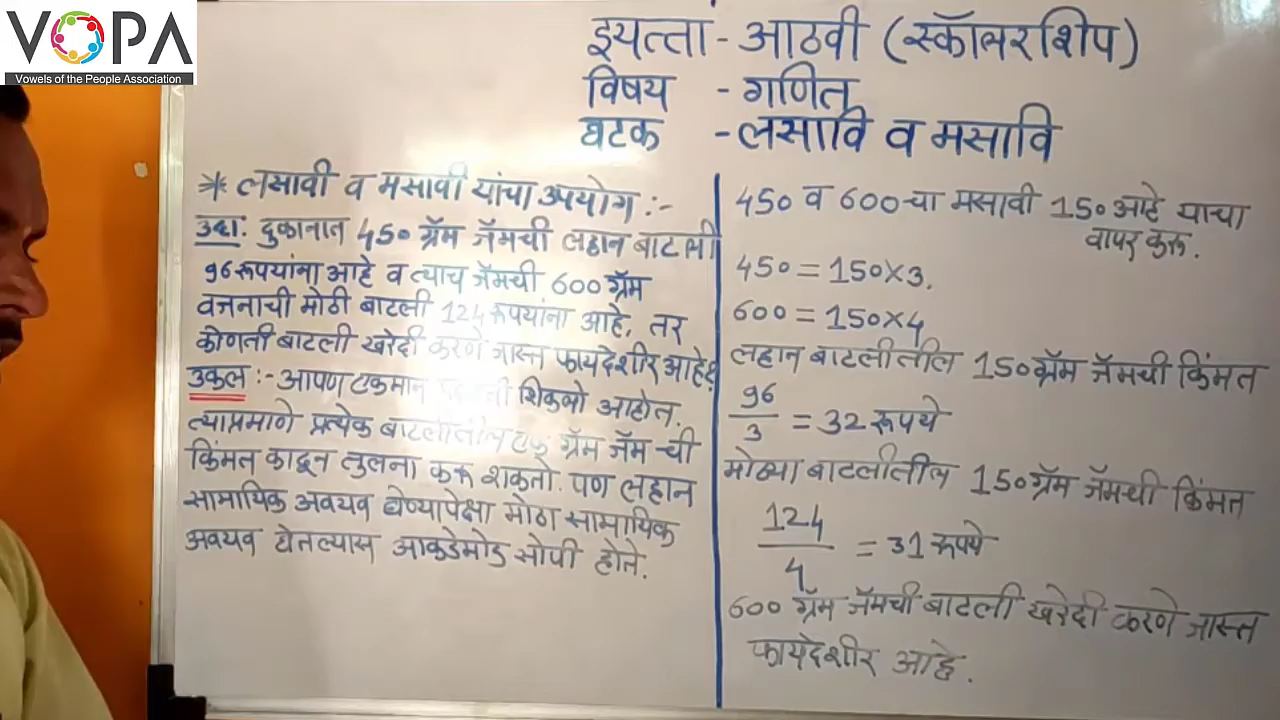 VOPA
Vowels of the People Association
इयत्ता - आठवी (स्कॉलरशिप)
विषय - गणित
घटक - लसावि व मसावि
* लसावी व मसावी यांचा उपयोग :-
उदा. दुकानात 450 ग्रॅम जॅमची लहान बाटली
96 रूपयांना आहे व त्याच जॅमची 600 ग्रॅम
वजनाची मोठी बाटली 124 रूपयांना आहे, तर
कोणती बाटली खरेदी करणे जास्त फायदेशीर आहे?
उकल :- आपण एकमान शिकलो आहोत.
त्याप्रमाणे प्रत्येक बाटलीतील एक ग्रॅम जॅम ची
किंमत काढून तुलना करू शकतो. पण लहान
सामायिक अवयव घेण्यापेक्षा मोठा सामायिक
अवयव घेतल्यास आकडेमोड सोपी होते.
450 व 600 चा मसावी 150 आहे याचा
वापर करू.
450 = 150×3.
600 = 150×4
लहान बाटलीतील 150 ग्रॅम जॅमची किंमत
96/3 = 32 रूपये
मोठ्या बाटलीतील 150 ग्रॅम जॅमची किंमत
124/4 = 31 रूपये
600 ग्रॅम जॅमची बाटली खरेदी करणे जास्त
फायदेशीर आहे.